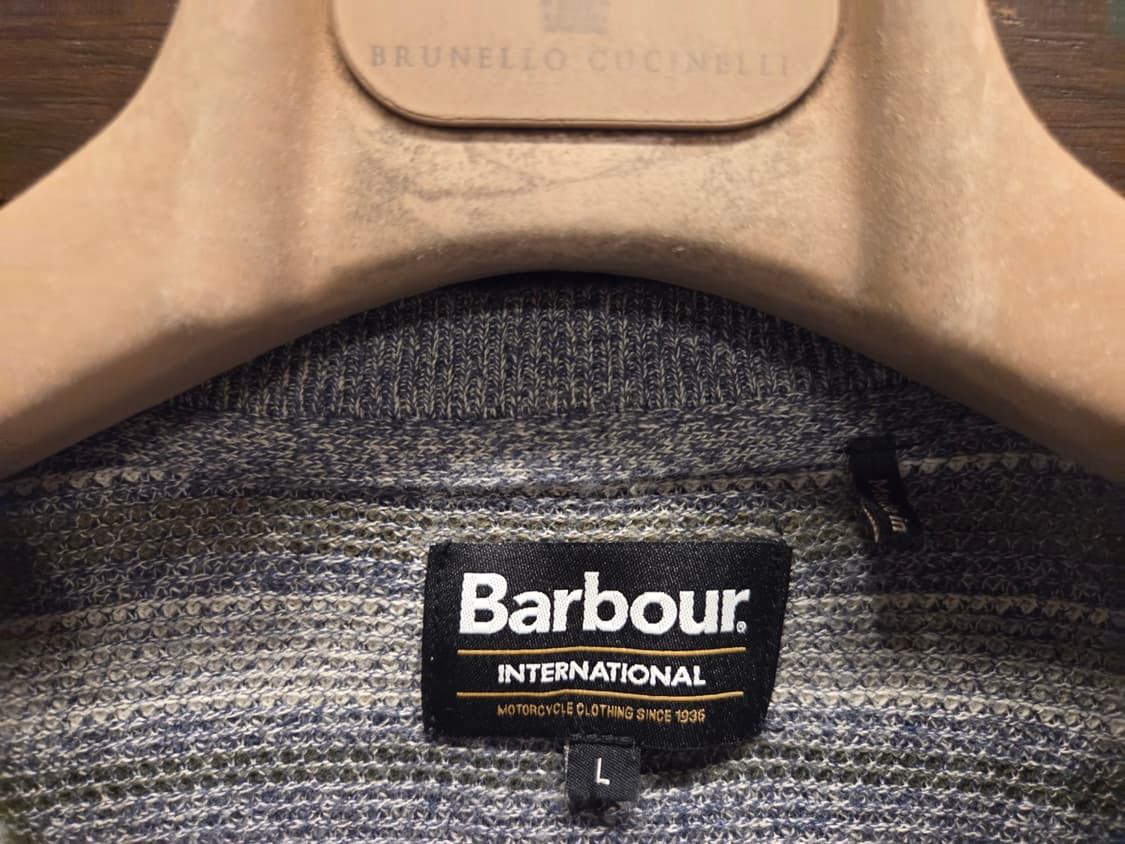 BRUNELLO CUCINELLI
Barbour®
INTERNATIONAL
MOTORCYCLE CLOTHING SINCE 1936
L